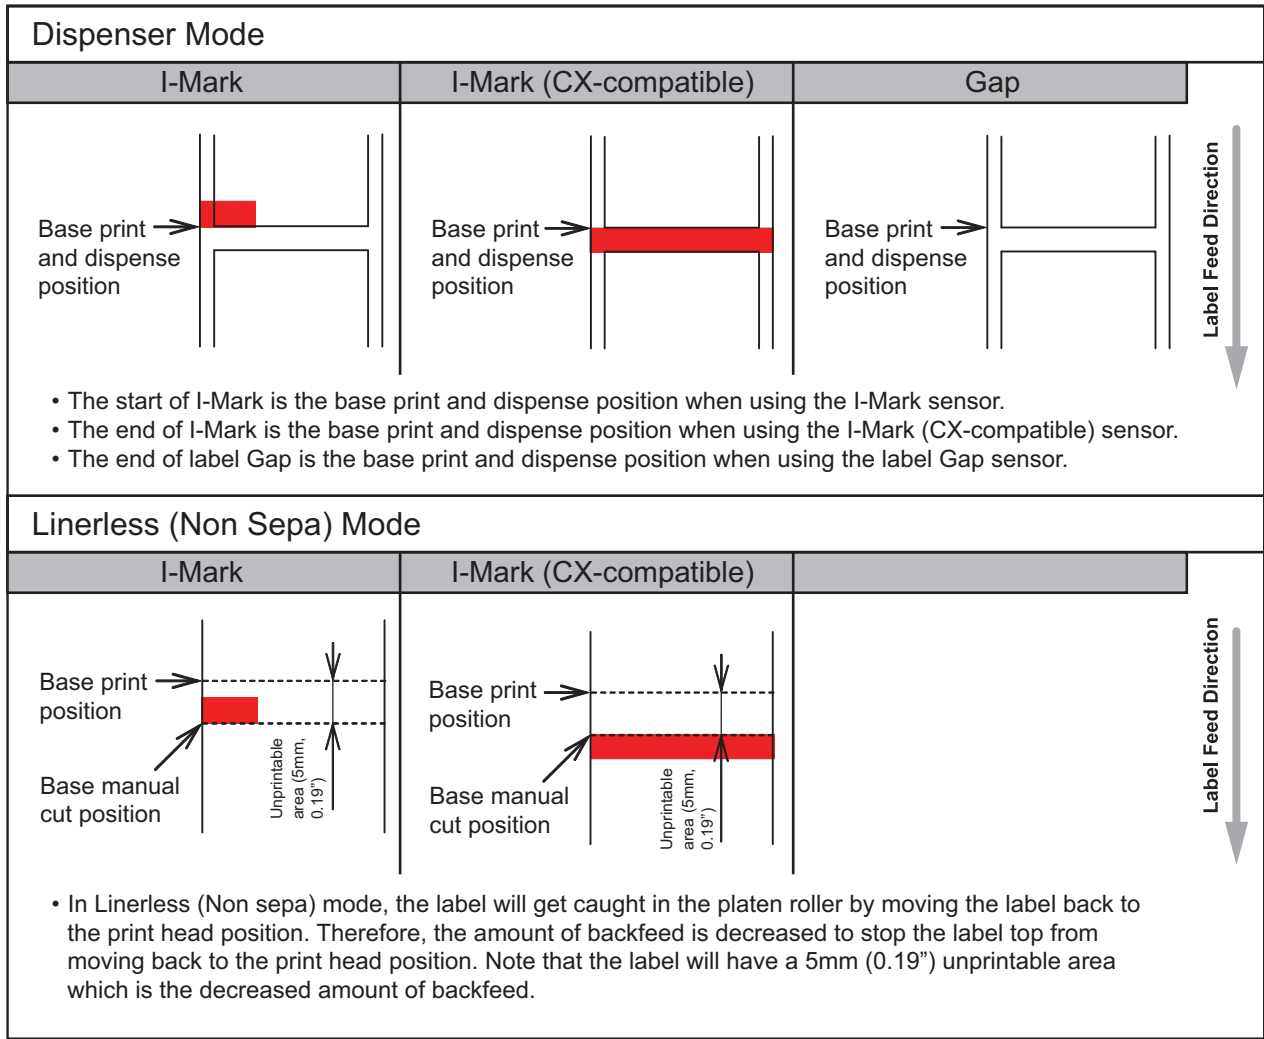 Dispenser Mode
I-Mark
I-Mark (CX-compatible)
Gap
Base print
and dispense
position
Base print
and dispense
position
Base print
and dispense
position
Label Feed Direction
• The start of I-Mark is the base print and dispense position when using the I-Mark sensor.
• The end of I-Mark is the base print and dispense position when using the I-Mark (CX-compatible) sensor.
• The end of label Gap is the base print and dispense position when using the label Gap sensor.
Linerless (Non Sepa) Mode
I-Mark
I-Mark (CX-compatible)
Base print
position
Base manual
cut position
Unprintable
area (5mm,
0.19”)
Base print
position
Base manual
cut position
Unprintable
area (5mm,
0.19”)
Label Feed Direction
• In Linerless (Non sepa) mode, the label will get caught in the platen roller by moving the label back to
the print head position. Therefore, the amount of backfeed is decreased to stop the label top from
moving back to the print head position. Note that the label will have a 5mm (0.19”) unprintable area
which is the decreased amount of backfeed.